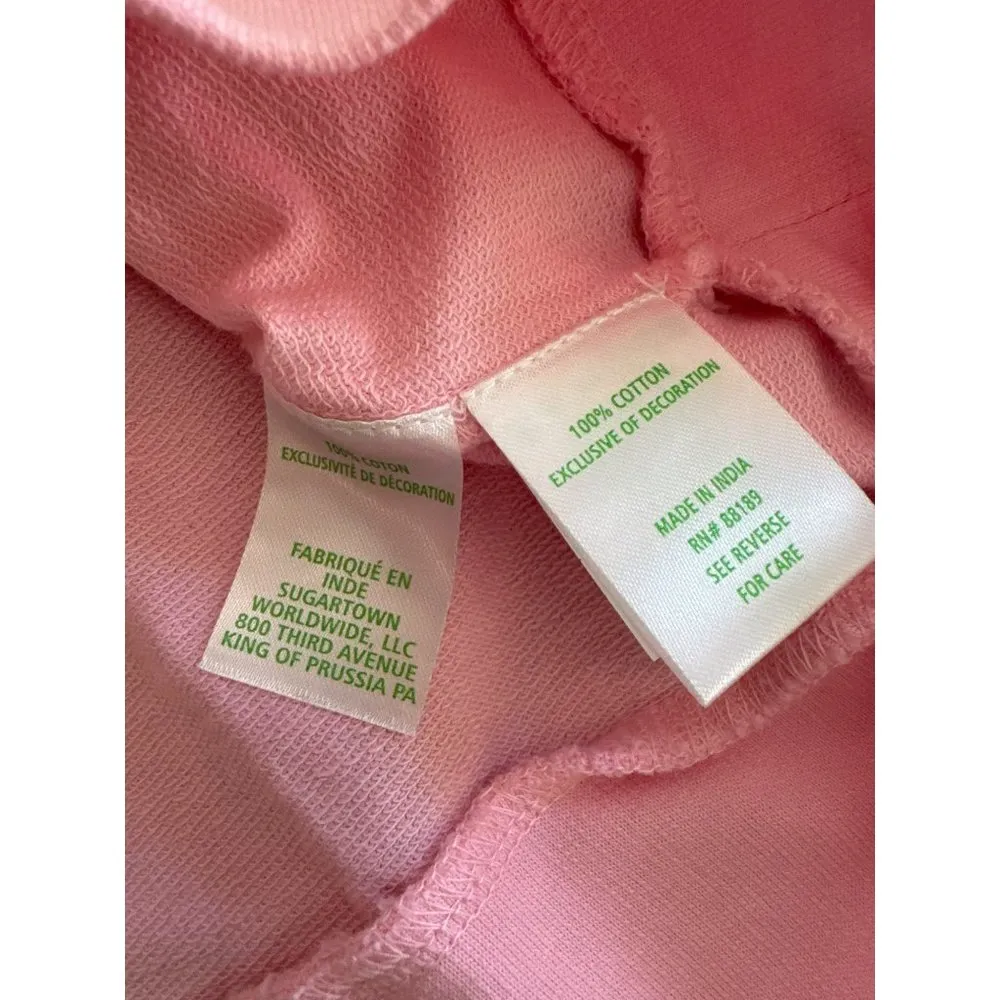 100% COTON
EXCLUSIVITÉ DE DÉCORATION
FABRIQUÉ EN
INDE
SUGARTOWN
WORLDWIDE, LLC
800 THIRD AVENUE
KING OF PRUSSIA PA
100% COTTON
EXCLUSIVE OF DECORATION
MADE IN INDIA
RN# 88189
SEE REVERSE
FOR CARE